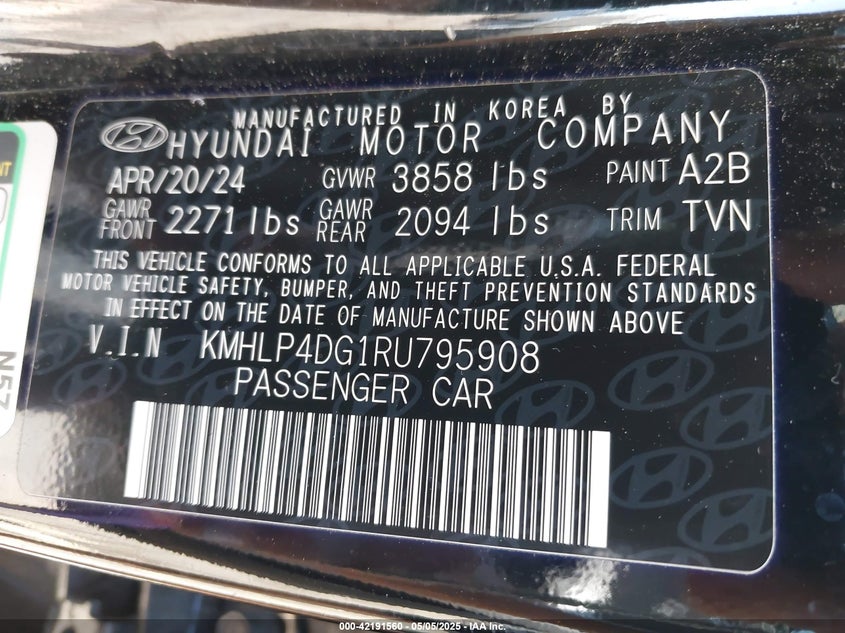 MANUFACTURED IN KOREA BY
HYUNDAI MOTOR COMPANY
APR/20/24 GVWR 3858 lbs PAINT A2B
GAWR FRONT 2271 lbs GAWR REAR 2094 lbs TRIM TVN
THIS VEHICLE CONFORMS TO ALL APPLICABLE U.S.A. FEDERAL
MOTOR VEHICLE SAFETY, BUMPER, AND THEFT PREVENTION STANDARDS
IN EFFECT ON THE DATE OF MANUFACTURE SHOWN ABOVE
V.I.N KMHLP4DG1RU795908
PASSENGER CAR
N57
000-42191560 - 05/05/2025 - IAA Inc.